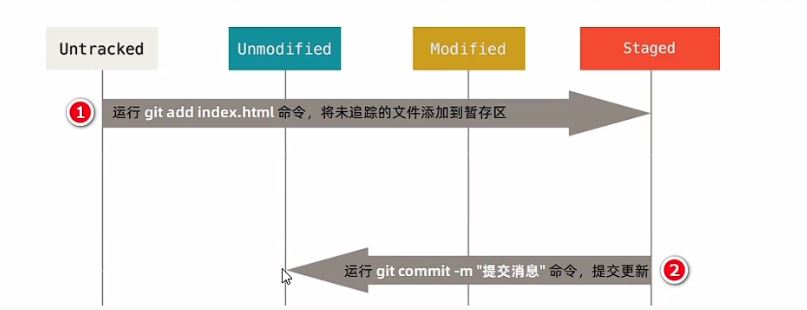 Untracked
Unmodified
Modified
Staged
1
运行 git add index.html 命令，将未追踪的文件添加到暂存区
运行 git commit -m "提交消息" 命令，提交更新
2